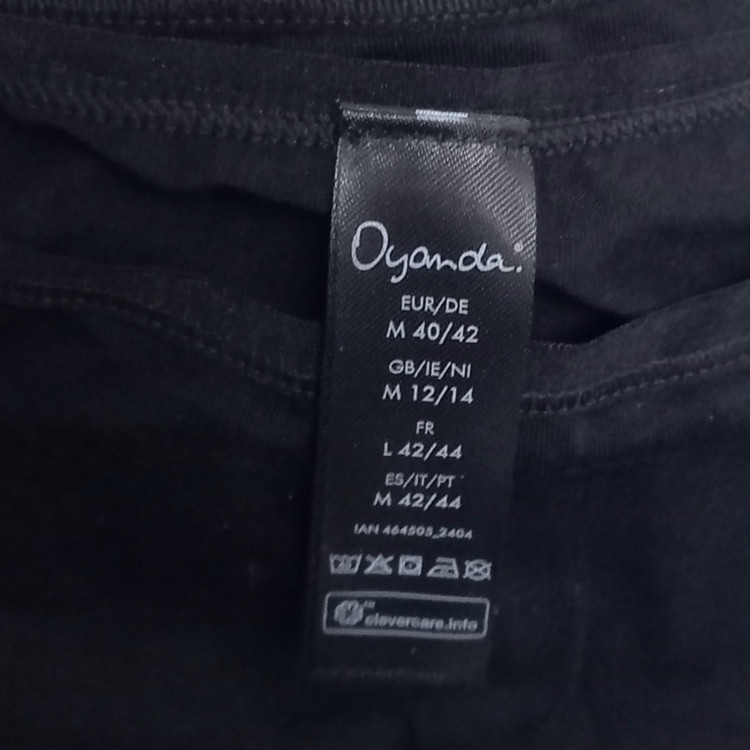 Oyanda®
EUR/DE
M 40/42
GB/IE/NI
M 12/14
FR
L 42/44
ES/IT/PT
M 42/44
IAN 464505_2404
clevercare.info